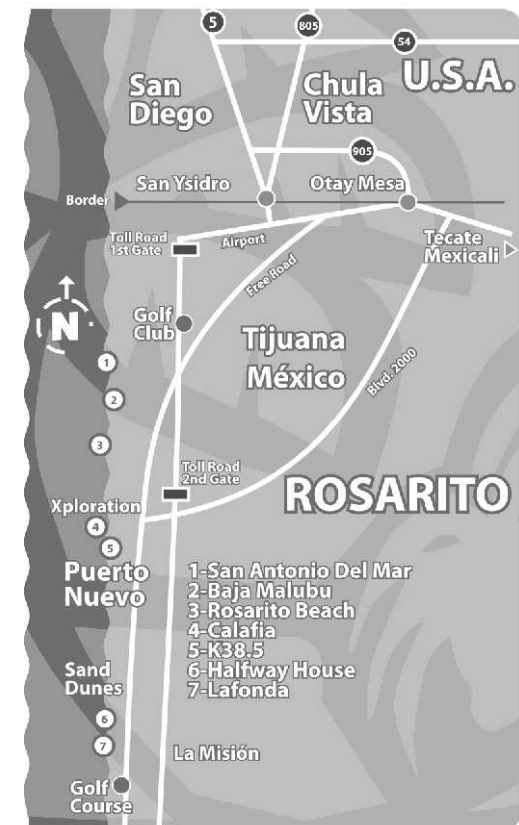 5
805
54
San
Diego
Chula
Vista
U.S.A.
905
San Ysidro
Otay Mesa
Border
Toll Road
1st Gate
Airport
Tecate
Mexicali
Free Road
N
Golf
Club
Tijuana
México
Blvd. 2000
1
2
3
Toll Road
2nd Gate
ROSARITO
Xploration
4
5
Puerto
Nuevo
1-San Antonio Del Mar
2-Baja Malubu
3-Rosarito Beach
4-Calafia
5-K38.5
6-Halfway House
7-Lafonda
Sand
Dunes
6
7
La Misión
Golf
Course